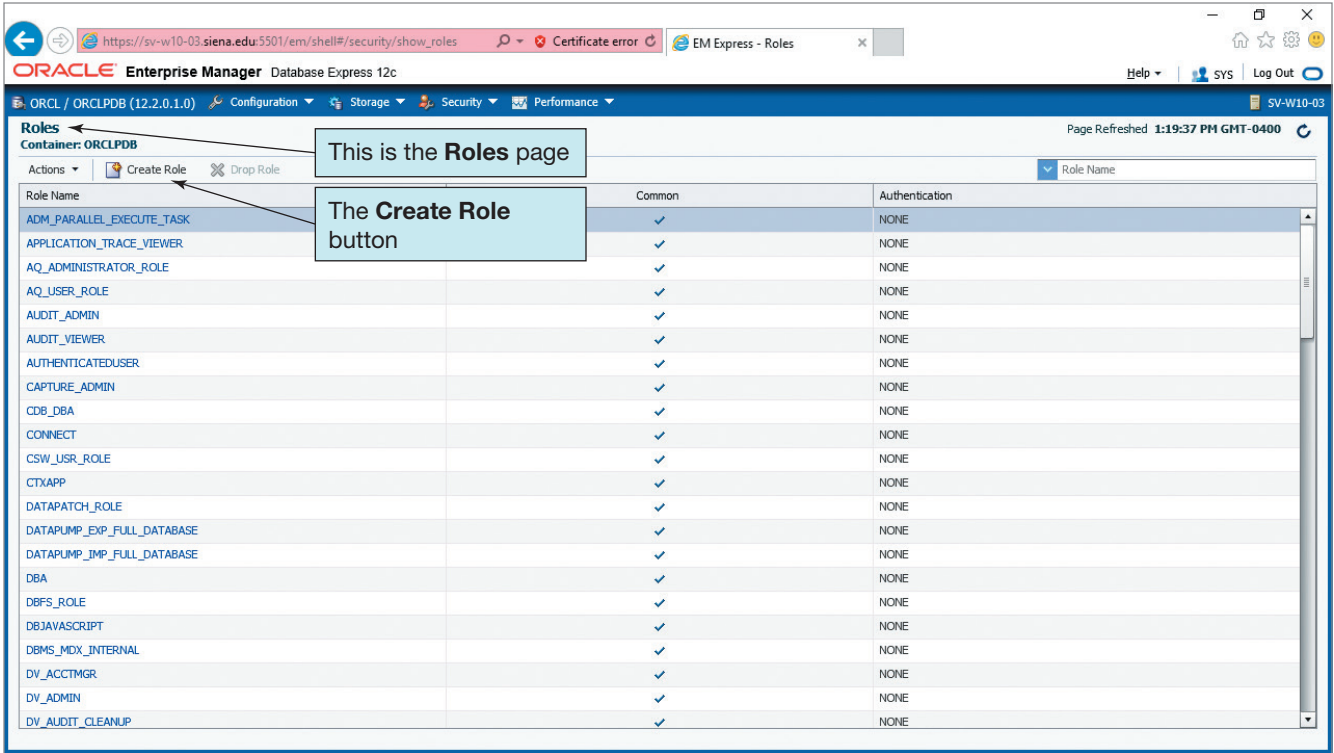 https://sv-w10-03.siena.edu:5501/em/shell#/security/show_roles
Certificate error
EM Express - Roles
ORACLE Enterprise Manager Database Express 12c
Help
SYS
Log Out
ORCL / ORCLPDB (12.2.0.1.0) Configuration Storage Security Performance
SV-W10-03
Roles
Container: ORCLPDB
Page Refreshed 1:19:37 PM GMT-0400
This is the Roles page
Actions Create Role Drop Role
Role Name
The Create Role
button
Role Name Common Authentication
ADM_PARALLEL_EXECUTE_TASK NONE
APPLICATION_TRACE_VIEWER NONE
AQ_ADMINISTRATOR_ROLE NONE
AQ_USER_ROLE NONE
AUDIT_ADMIN NONE
AUDIT_VIEWER NONE
AUTHENTICATEDUSER NONE
CAPTURE_ADMIN NONE
CDB_DBA NONE
CONNECT NONE
CSW_USR_ROLE NONE
CTXAPP NONE
DATAPATCH_ROLE NONE
DATAPUMP_EXP_FULL_DATABASE NONE
DATAPUMP_IMP_FULL_DATABASE NONE
DBA NONE
DBFS_ROLE NONE
DBJAVASCRIPT NONE
DBMS_MDX_INTERNAL NONE
DV_ACCTMGR NONE
DV_ADMIN NONE
DV_AUDIT_CLEANUP NONE